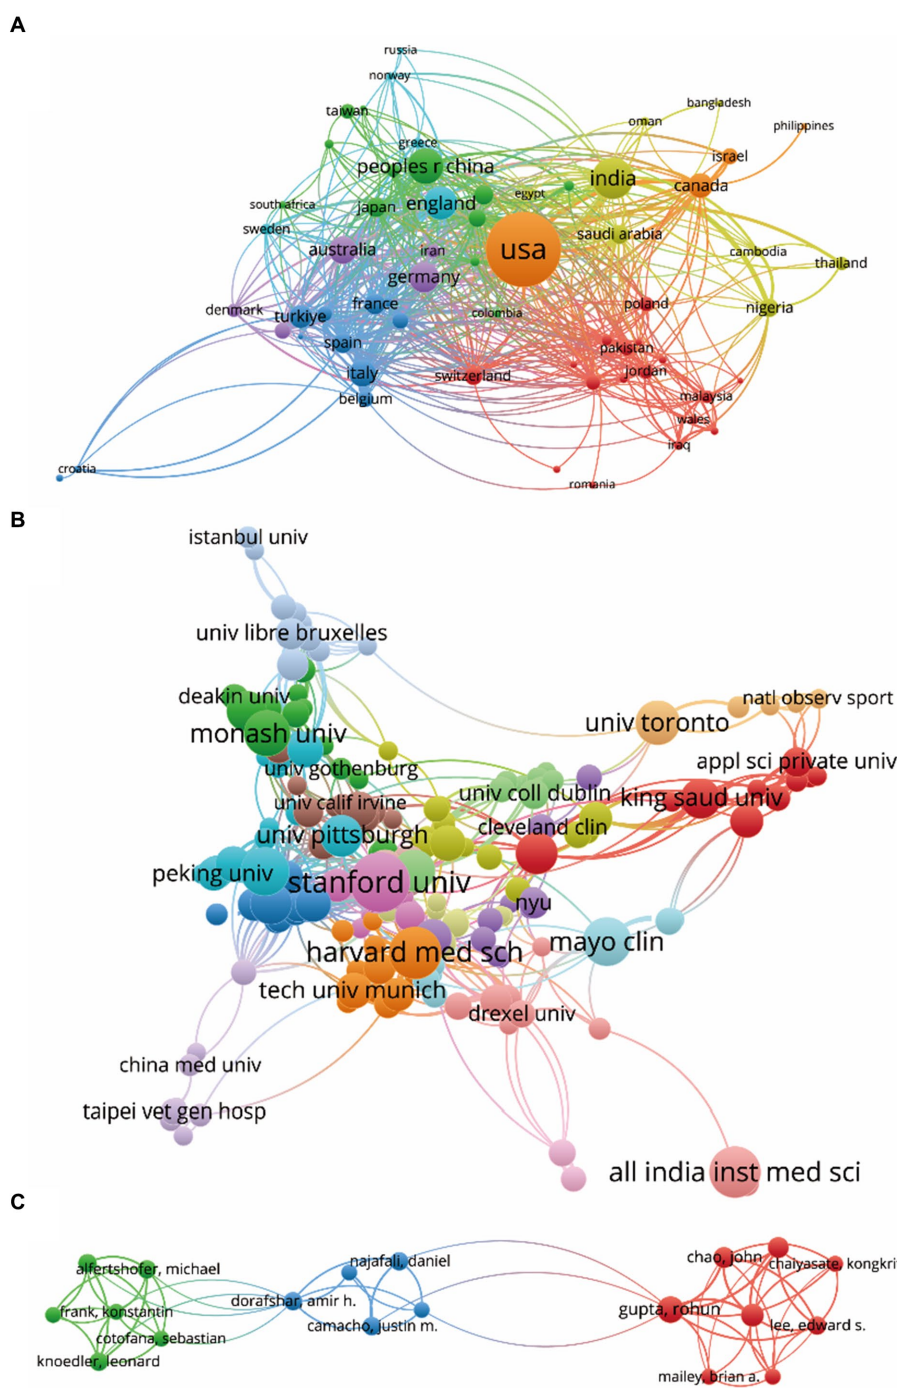 A
russia
norway
bangladesh
taiwan
oman
philippines
greece
israel
peoples r china
india
canada
egypt
south africa
japan
england
sweden
saudi arabia
usa
australia
iran
cambodia
thailand
germany
denmark
france
poland
nigeria
turkiye
colombia
spain
pakistan
italy
switzerland
jordan
belgium
malaysia
wales
iraq
croatia
romania
B
istanbul univ
univ libre bruxelles
deakin univ
natl observ sport
univ toronto
monash univ
appl sci private univ
univ gothenburg
univ coll dublin
king saud univ
univ calif irvine
cleveland clin
univ pittsburgh
peking univ
stanford univ
nyu
mayo clin
harvard med sch
tech univ munich
drexel univ
china med univ
taipei vet gen hosp
all india inst med sci
C
najafali, daniel
chao, john
chaiyasate, kongkri
alfertshofer, michael
dorafshar, amir h.
frank, konstantin
gupta, rohun
camacho, justin m.
lee, edward s.
cotofana, sebastian
knoedler, leonard
mailey, brian a.